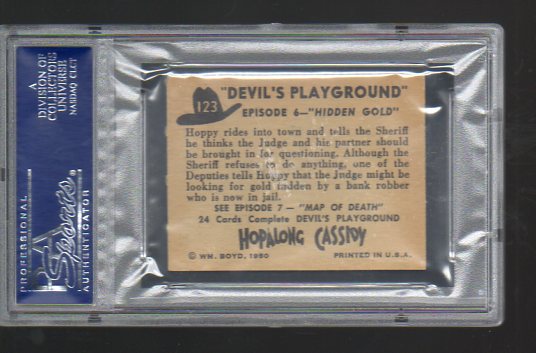 A
DIVISION OF
COLLECTORS
UNIVERSE
NASDAQ: CLCT
PROFESSIONAL
PSA
Sports
AUTHENTICATOR
®
123
"DEVIL'S PLAYGROUND"
EPISODE 6—"HIDDEN GOLD"
Hoppy rides into town and tells the Sheriff
he thinks the Judge and his partner should
be brought in for questioning. Although the
Sheriff refuses to do anything, one of the
Deputies tells Hoppy that the Judge might be
looking for gold hidden by a bank robber
who is now in jail.
SEE EPISODE 7 — "MAP OF DEATH"
24 Cards Complete DEVIL'S PLAYGROUND
HOPALONG CASSIDY
© WM. BOYD, 1950
PRINTED IN U.S.A.